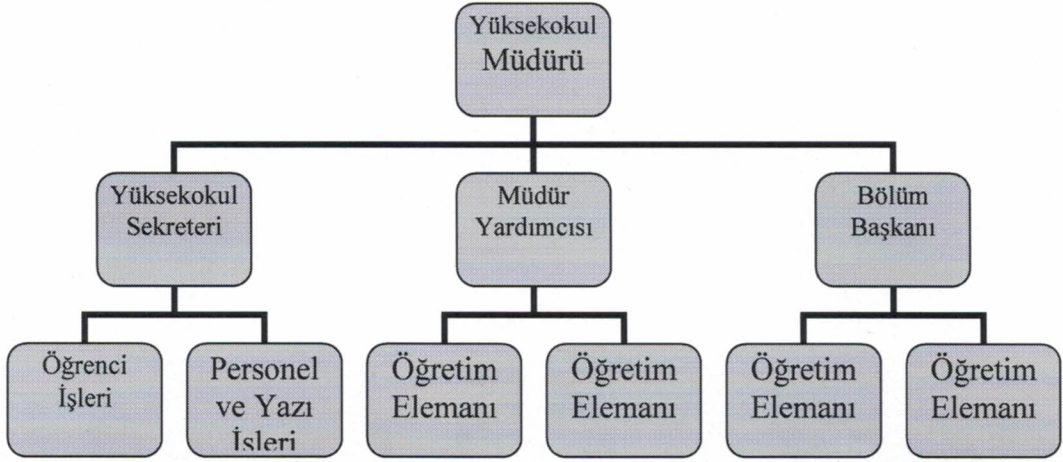 Yüksekokul
Müdürü
Yüksekokul
Sekreteri
Müdür
Yardımcısı
Bölüm
Başkanı
Öğrenci
İşleri
Personel
ve Yazı
İşleri
Öğretim
Elemanı
Öğretim
Elemanı
Öğretim
Elemanı
Öğretim
Elemanı